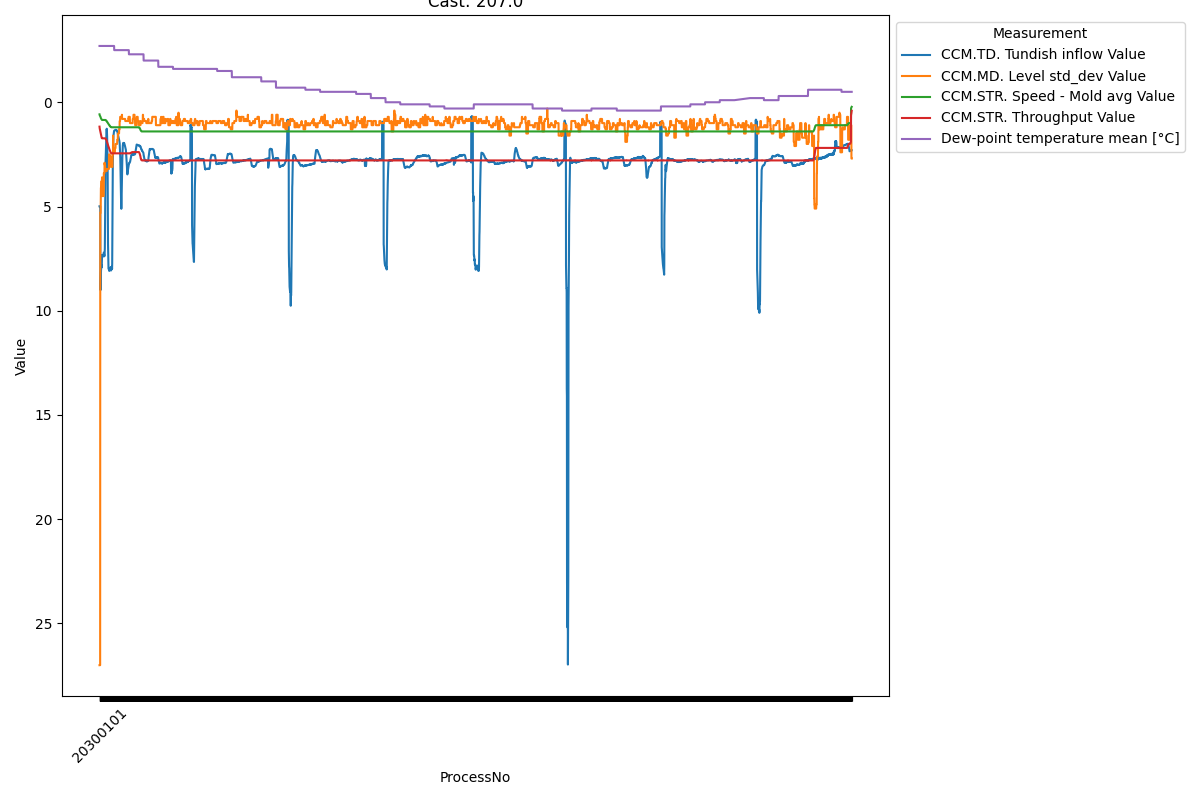 Cast: 207.0
Measurement
CCM.TD. Tundish inflow Value
CCM.MD. Level std_dev Value
CCM.STR. Speed - Mold avg Value
CCM.STR. Throughput Value
Dew-point temperature mean [°C]
0
5
10
15
20
25
Value
20300101
ProcessNo